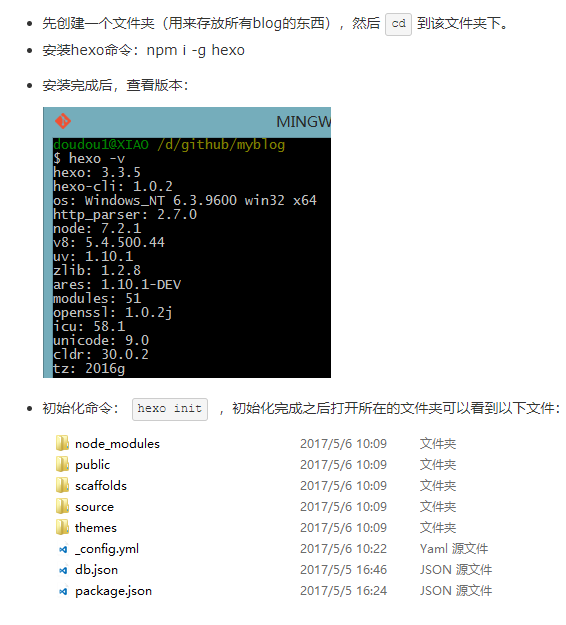 先创建一个文件夹（用来存放所有blog的东西），然后 cd 到该文件夹下。
安装hexo命令：npm i -g hexo
安装完成后，查看版本：
MINGW
doudou1@XIAO /d/github/myblog
$ hexo -v
hexo: 3.3.5
hexo-cli: 1.0.2
os: Windows_NT 6.3.9600 win32 x64
http_parser: 2.7.0
node: 7.2.1
v8: 5.4.500.44
uv: 1.10.1
zlib: 1.2.8
ares: 1.10.1-DEV
modules: 51
openssl: 1.0.2j
icu: 58.1
unicode: 9.0
cldr: 30.0.2
tz: 2016g
初始化命令： hexo init ，初始化完成之后打开所在的文件夹可以看到以下文件：
node_modules 2017/5/6 10:09 文件夹
public 2017/5/6 10:09 文件夹
scaffolds 2017/5/6 10:09 文件夹
source 2017/5/6 10:09 文件夹
themes 2017/5/6 10:09 文件夹
_config.yml 2017/5/6 10:22 Yaml 源文件
db.json 2017/5/5 16:46 JSON 源文件
package.json 2017/5/5 16:24 JSON 源文件